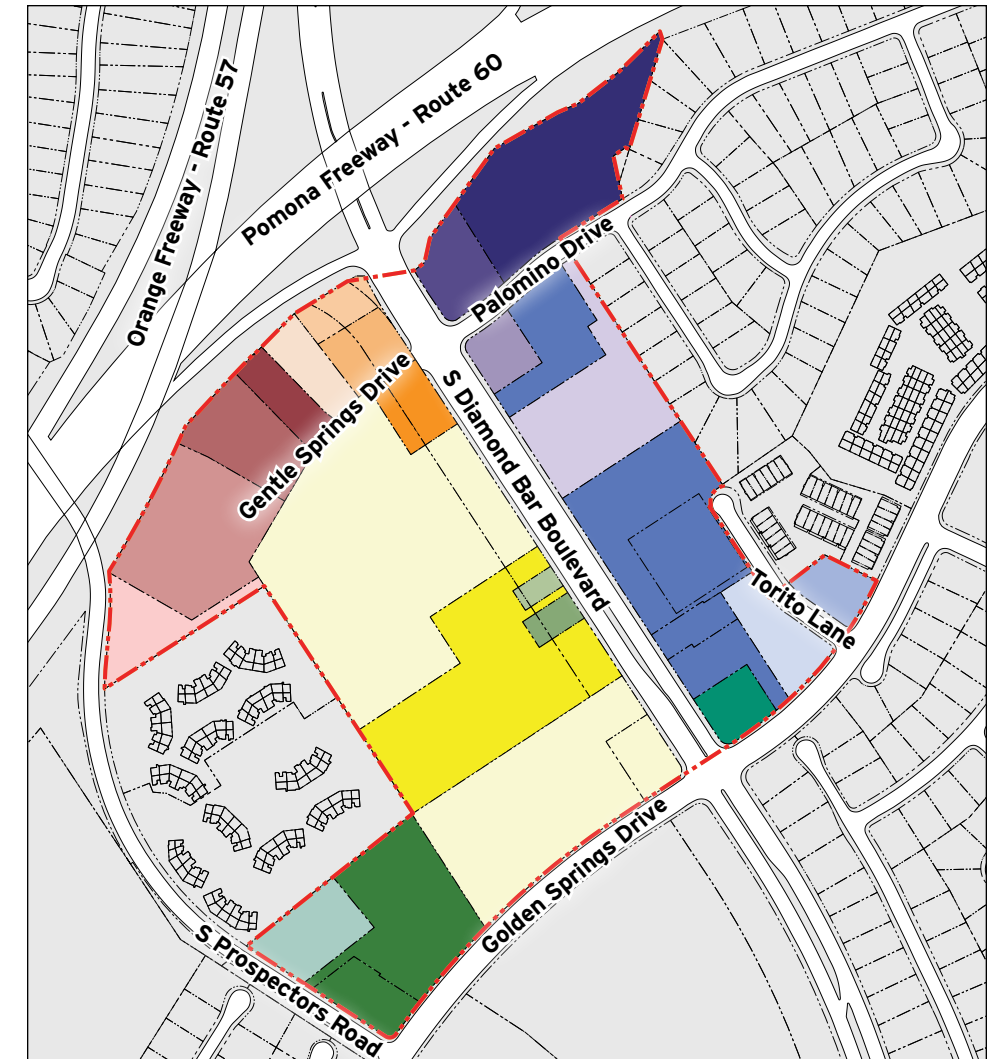 Orange Freeway - Route 57
Pomona Freeway - Route 60
Palomino Drive
Gentle Springs Drive
S Diamond Bar Boulevard
Torito Lane
Golden Springs Drive
S Prospectors Road